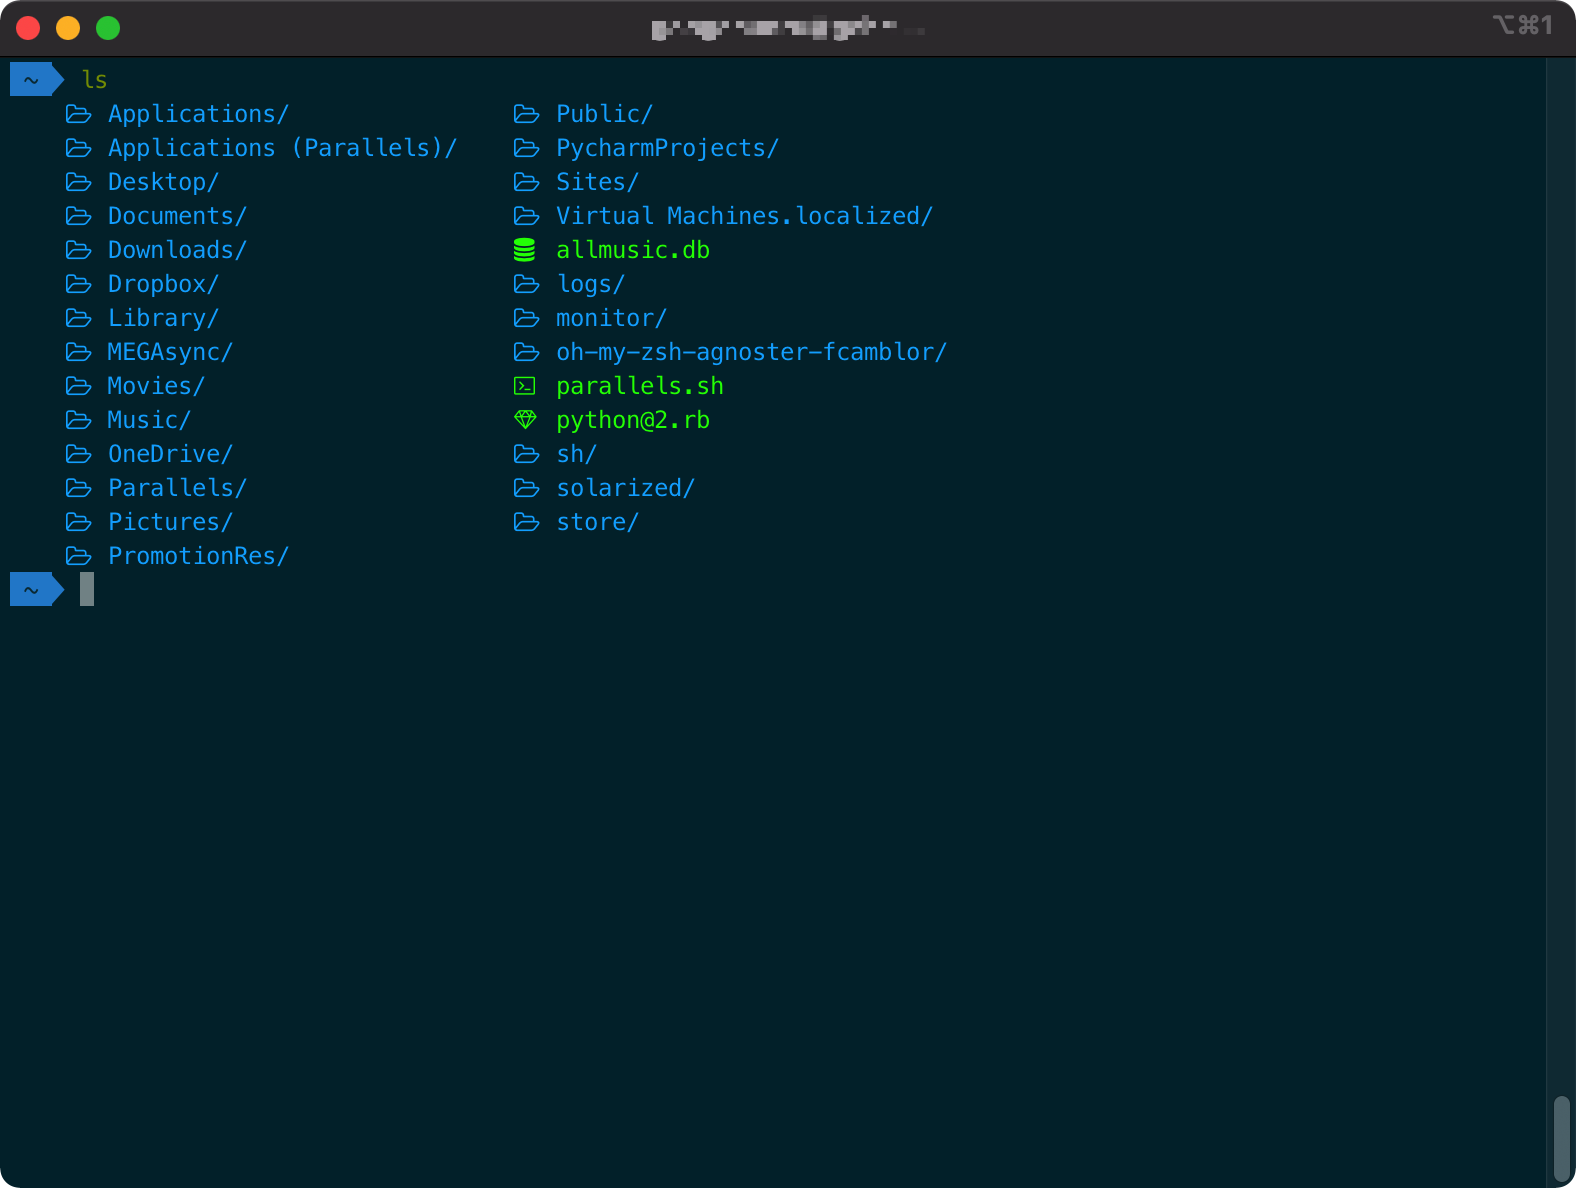 ⌥⌘1
~ ls
Applications/ Public/
Applications (Parallels)/ PycharmProjects/
Desktop/ Sites/
Documents/ Virtual Machines.localized/
Downloads/ allmusic.db
Dropbox/ logs/
Library/ monitor/
MEGAsync/ oh-my-zsh-agnoster-fcamblor/
Movies/ parallels.sh
Music/ python@2.rb
OneDrive/ sh/
Parallels/ solarized/
Pictures/ store/
PromotionRes/
~